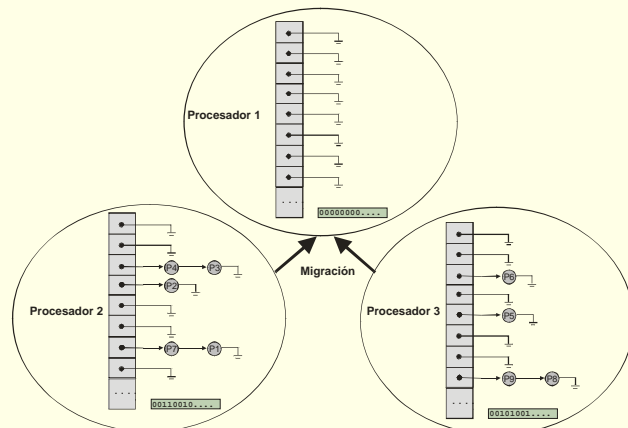 Procesador 1
....
00000000....
Migración
Procesador 2
P4 P3
P2
P7 P1
....
00110010....
Procesador 3
P6
P5
P9 P8
....
00101001....